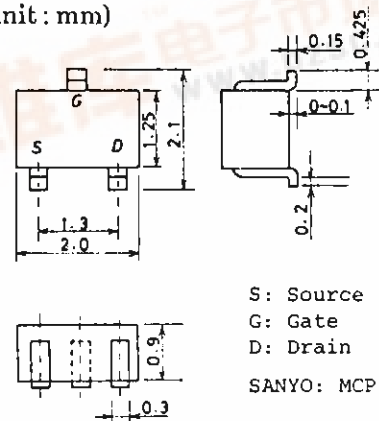 nit : mm)
0.15
0.425
G
S D
1.25
2.1
0~0.1
0.2
1.3
2.0
S: Source
G: Gate
D: Drain
0.9
SANYO: MCP
0.3